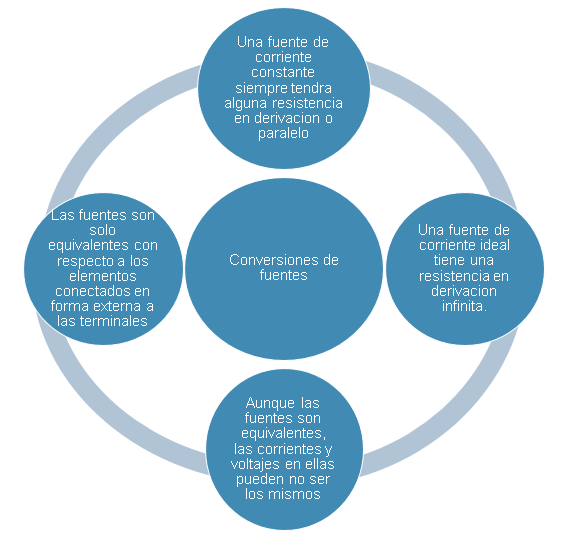 Una fuente de
corriente
constante
siempre tendra
alguna resistencia
en derivacion o
paralelo
Las fuentes son
solo
equivalentes con
respecto a los
elementos
conectados en
forma externa a
las terminales
Conversiones de
fuentes
Una fuente de
corriente ideal
tiene una
resistencia en
derivacion
infinita.
Aunque las
fuentes son
equivalentes,
las corrientes y
voltajes en ellas
pueden no ser
los mismos